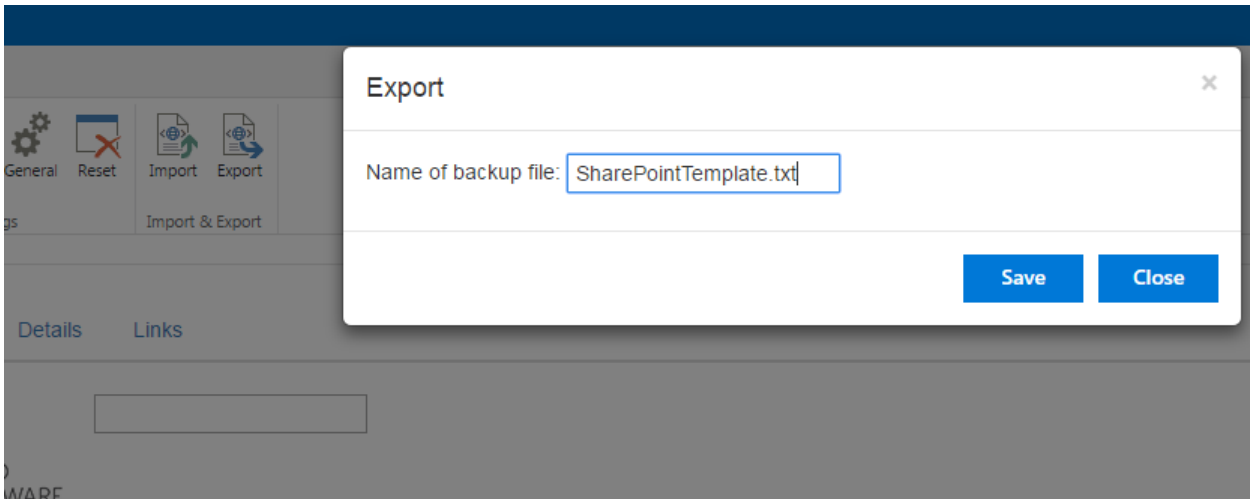 Export
×
Name of backup file: SharePointTemplate.txt
Save Close
General Reset Import Export
gs Import & Export
Details Links
WARE